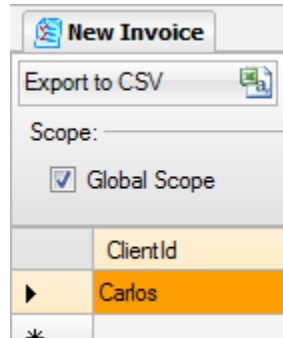 New Invoice
Export to CSV
Scope:
Global Scope
ClientId
Carlos
*